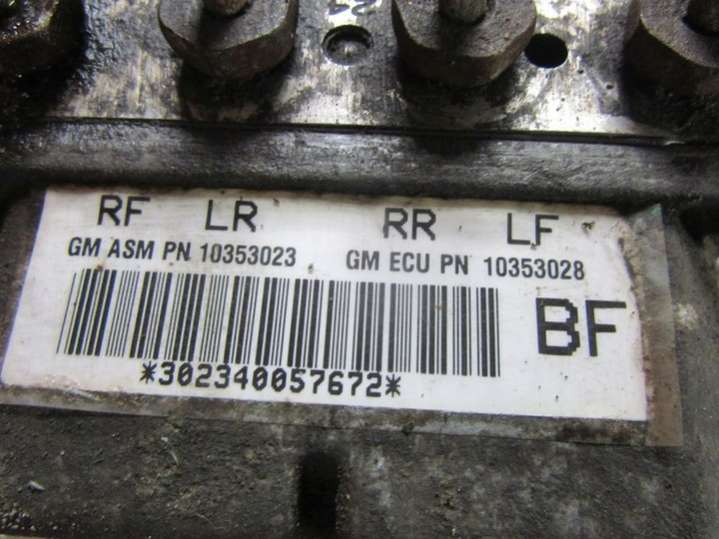 RF LR RR LF
GM ASM PN 10353023 GM ECU PN 10353028
BF
*302340057672*